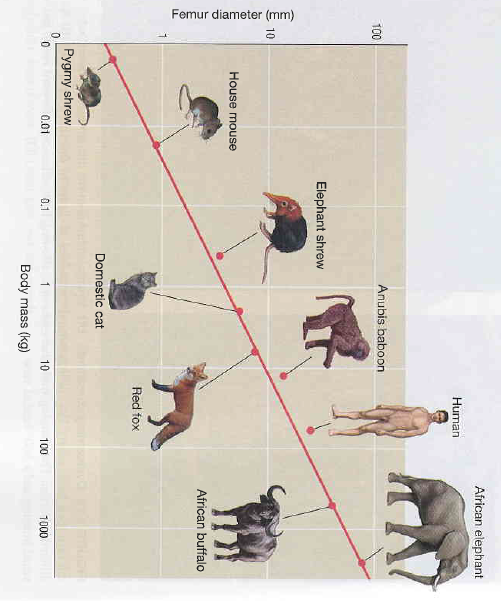 Femur diameter (mm)
100
10
1
0
Pygmy shrew
House mouse
Elephant shrew
Domestic cat
Anubis baboon
Red fox
Human
African buffalo
African elephant
0
0.01
0.1
1
10
100
1000
Body mass (kg)